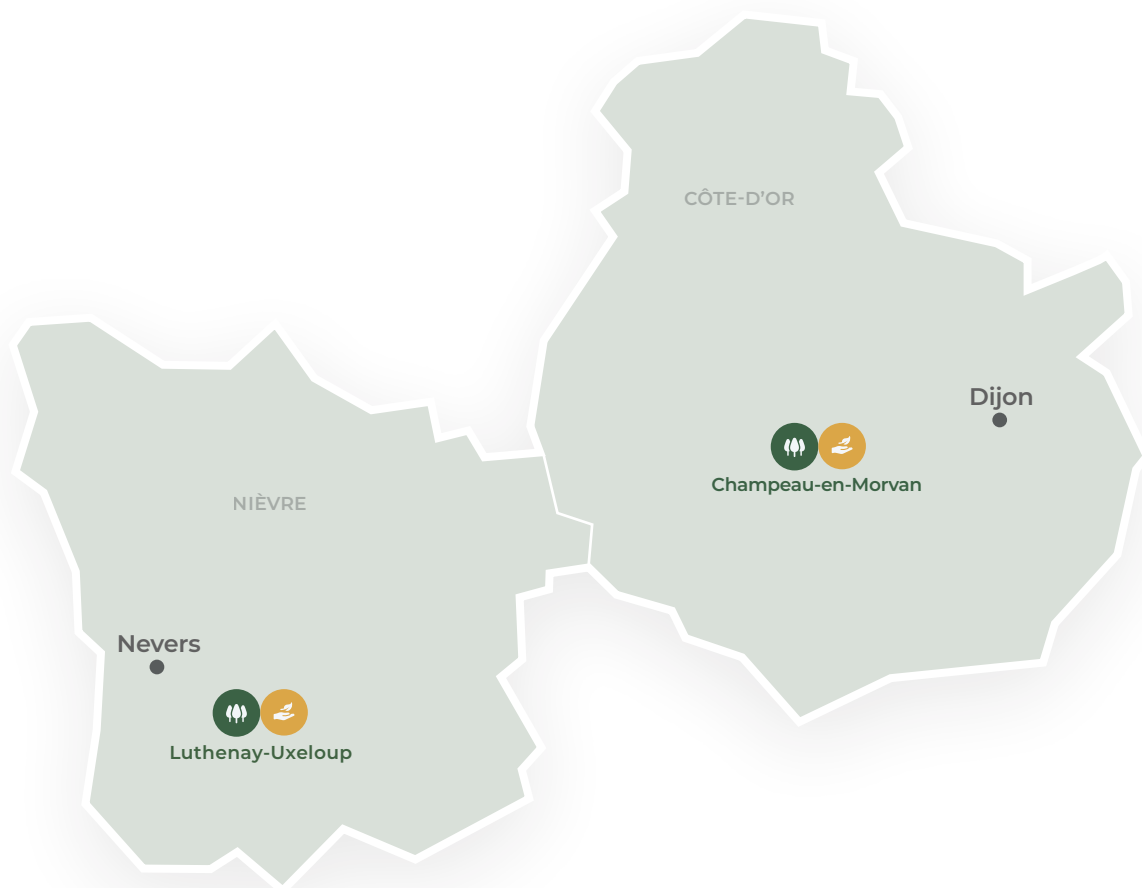 CÔTE-D’OR
Dijon
Champeau-en-Morvan
NIÈVRE
Nevers
Luthenay-Uxeloup